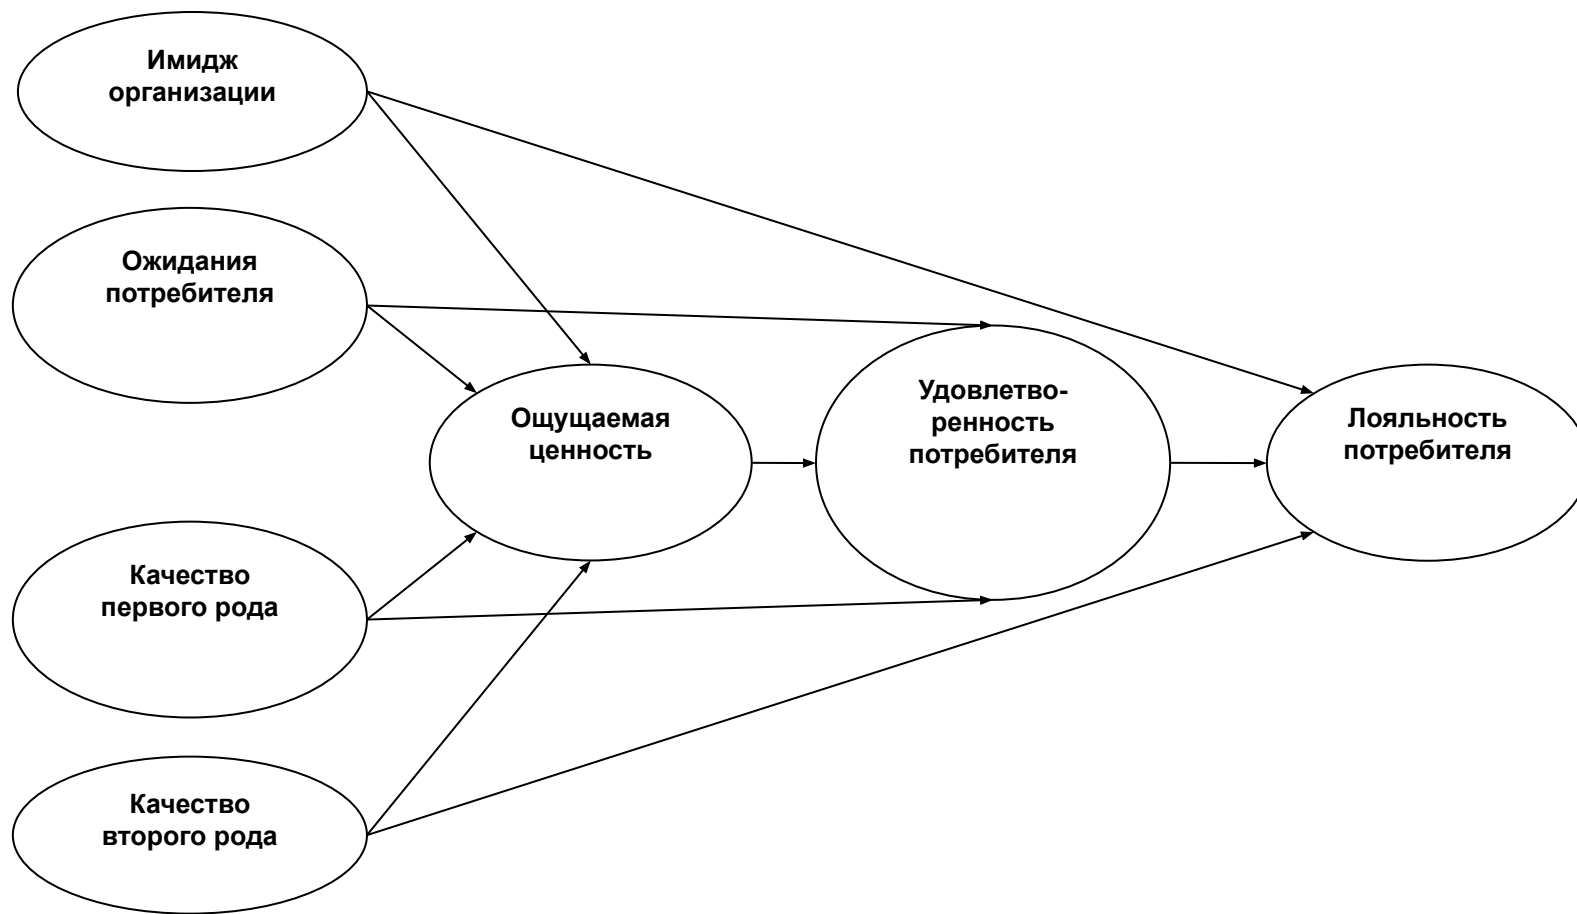 Имидж
организации
Ожидания
потребителя
Ощущаемая
ценность
Удовлетво-
ренность
потребителя
Лояльность
потребителя
Качество
первого рода
Качество
второго рода